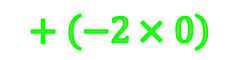 + (−2 × 0)